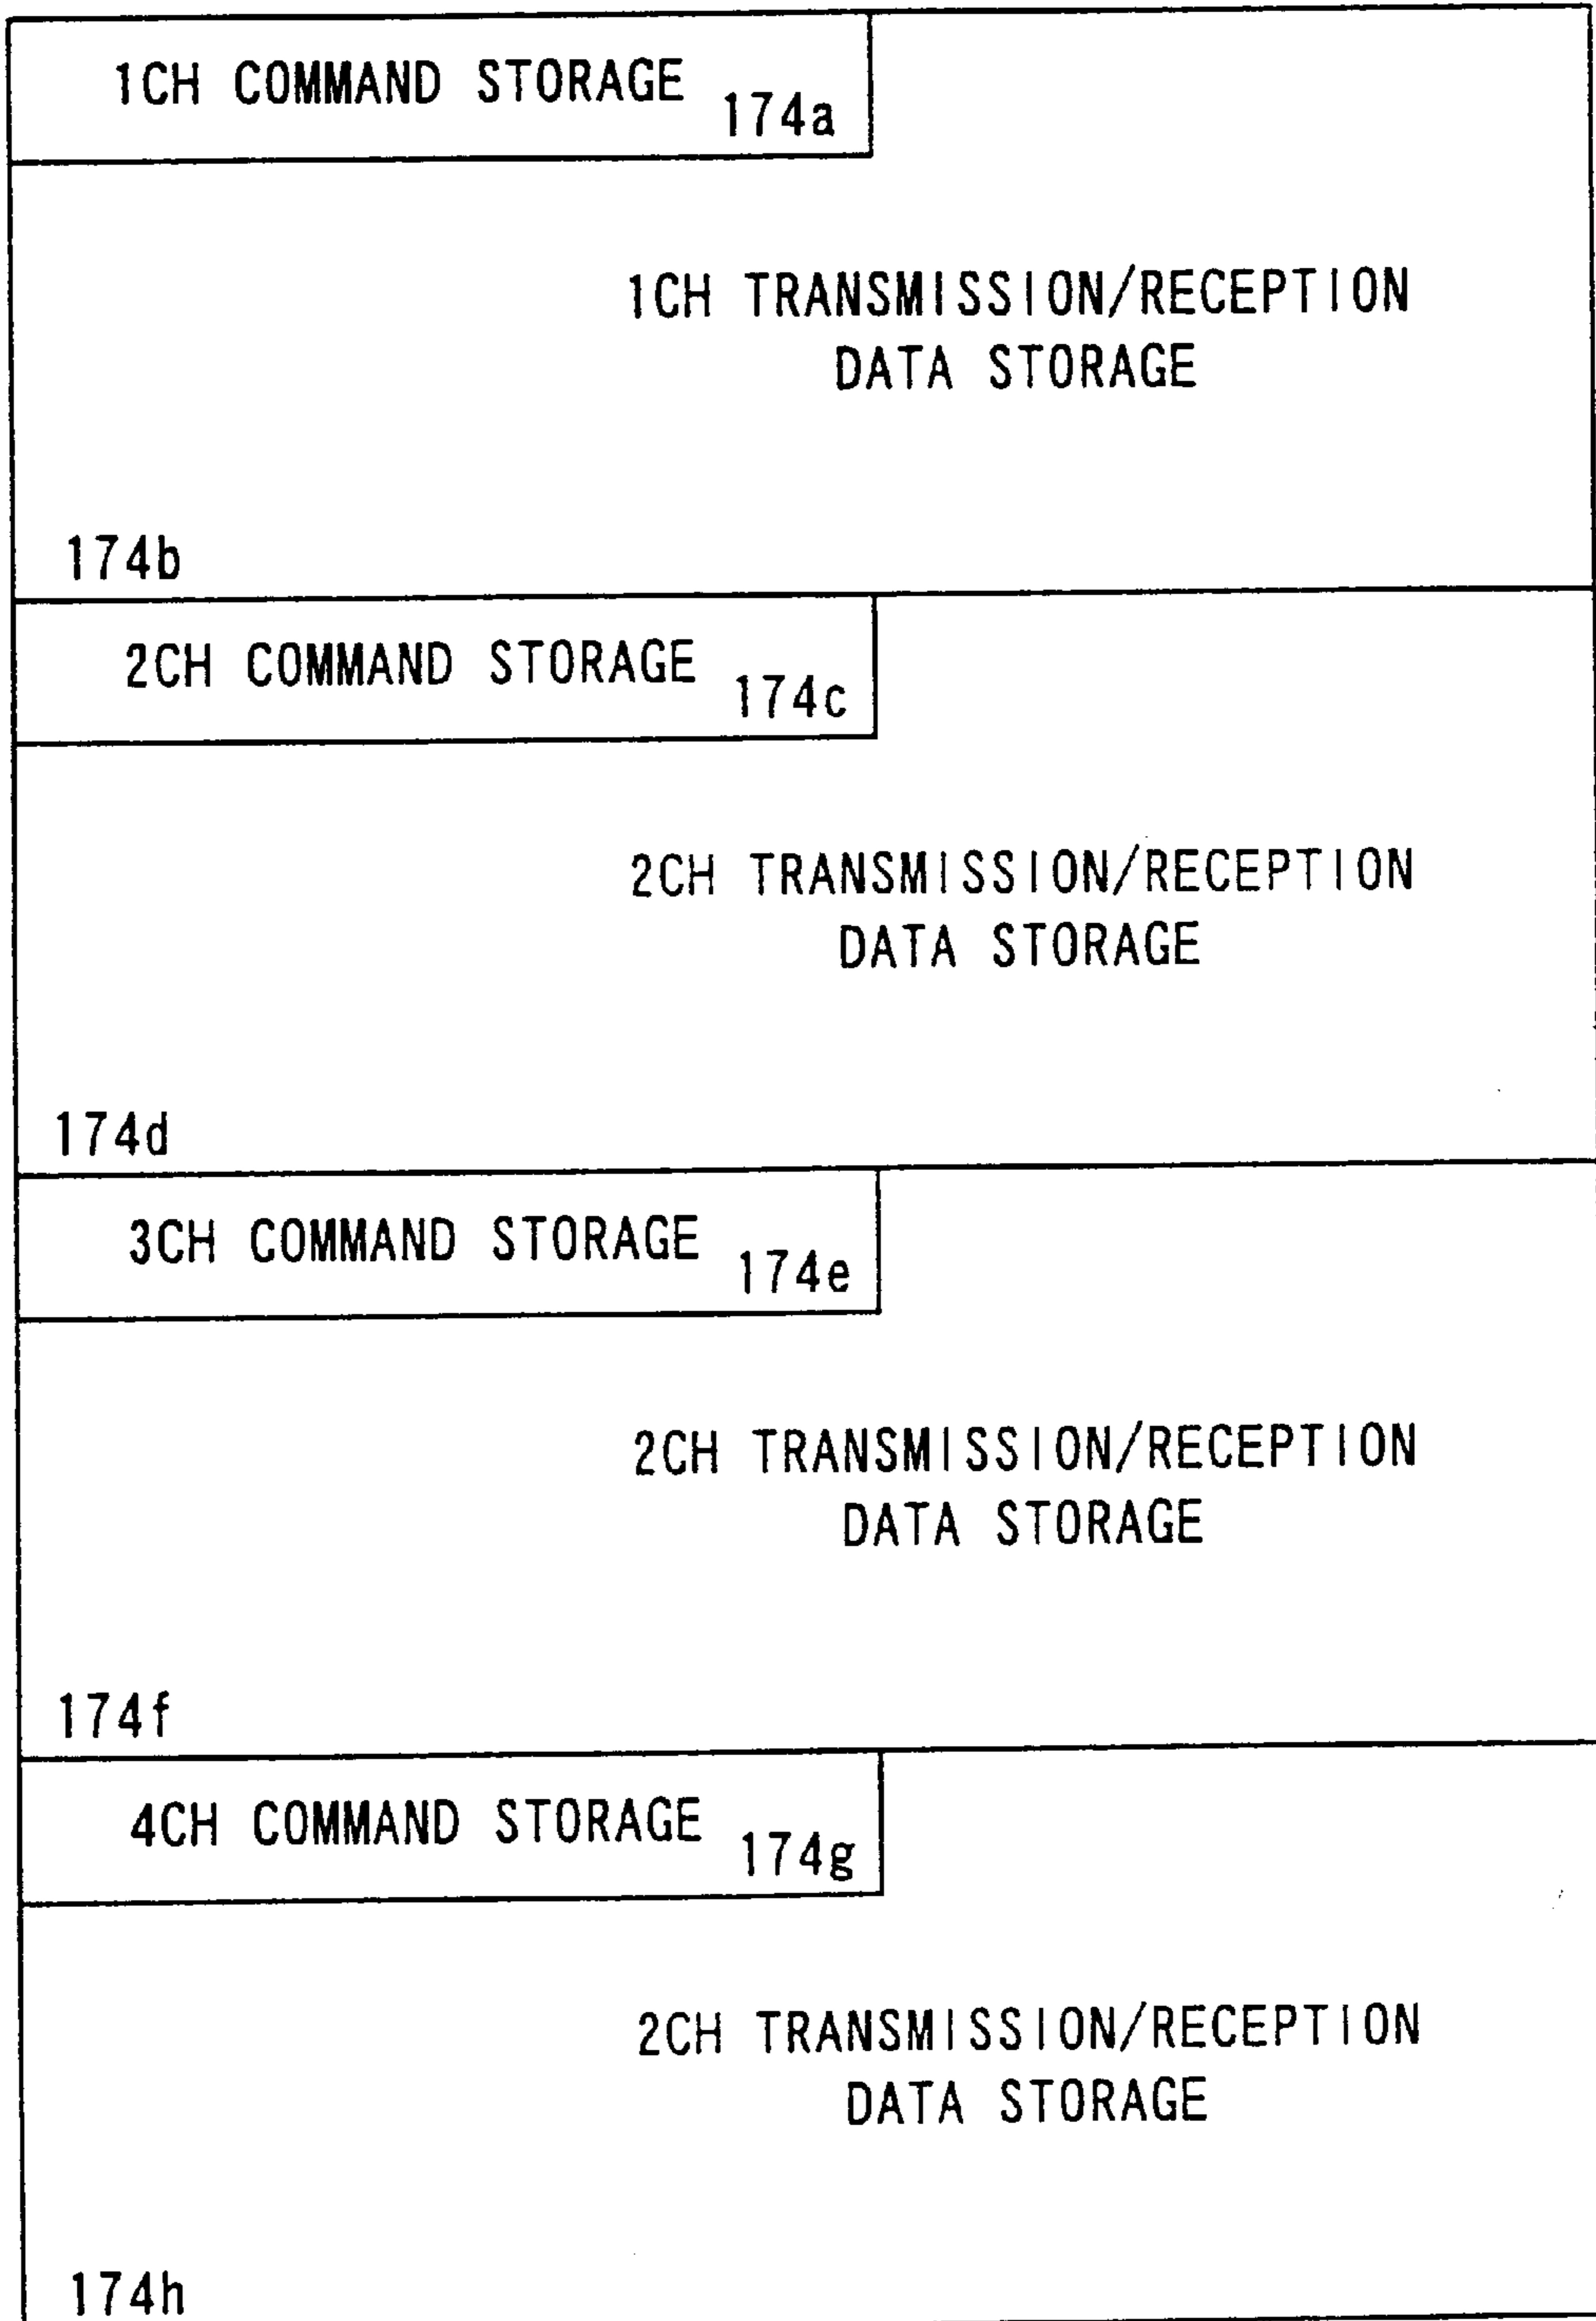 1CH COMMAND STORAGE 174a
1CH TRANSMISSION/RECEPTION
DATA STORAGE
174b
2CH COMMAND STORAGE 174c
2CH TRANSMISSION/RECEPTION
DATA STORAGE
174d
3CH COMMAND STORAGE 174e
2CH TRANSMISSION/RECEPTION
DATA STORAGE
174f
4CH COMMAND STORAGE 174g
2CH TRANSMISSION/RECEPTION
DATA STORAGE
174h